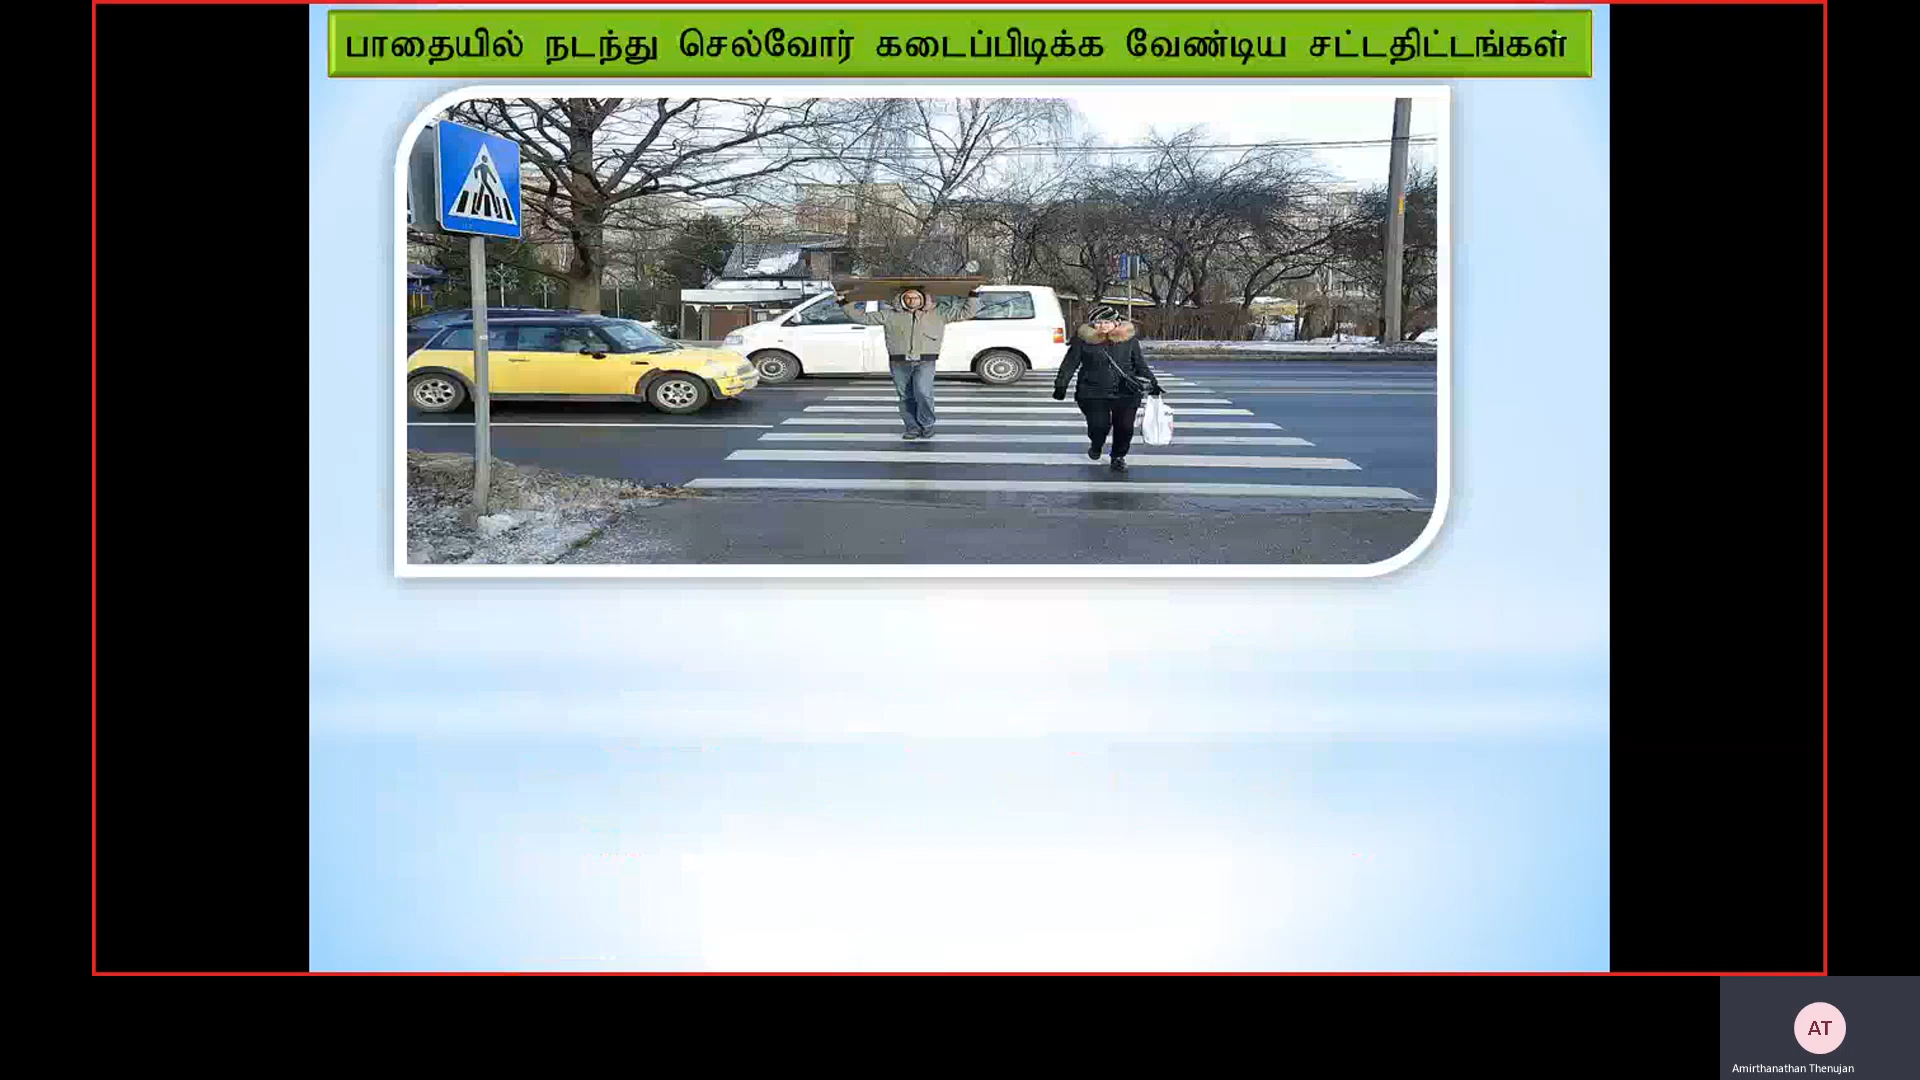 பாதையில் நடந்து செல்வோர் கடைப்பிடிக்க வேண்டிய சட்டதிட்டங்கள்
AT
Amirthanathan Thenujan